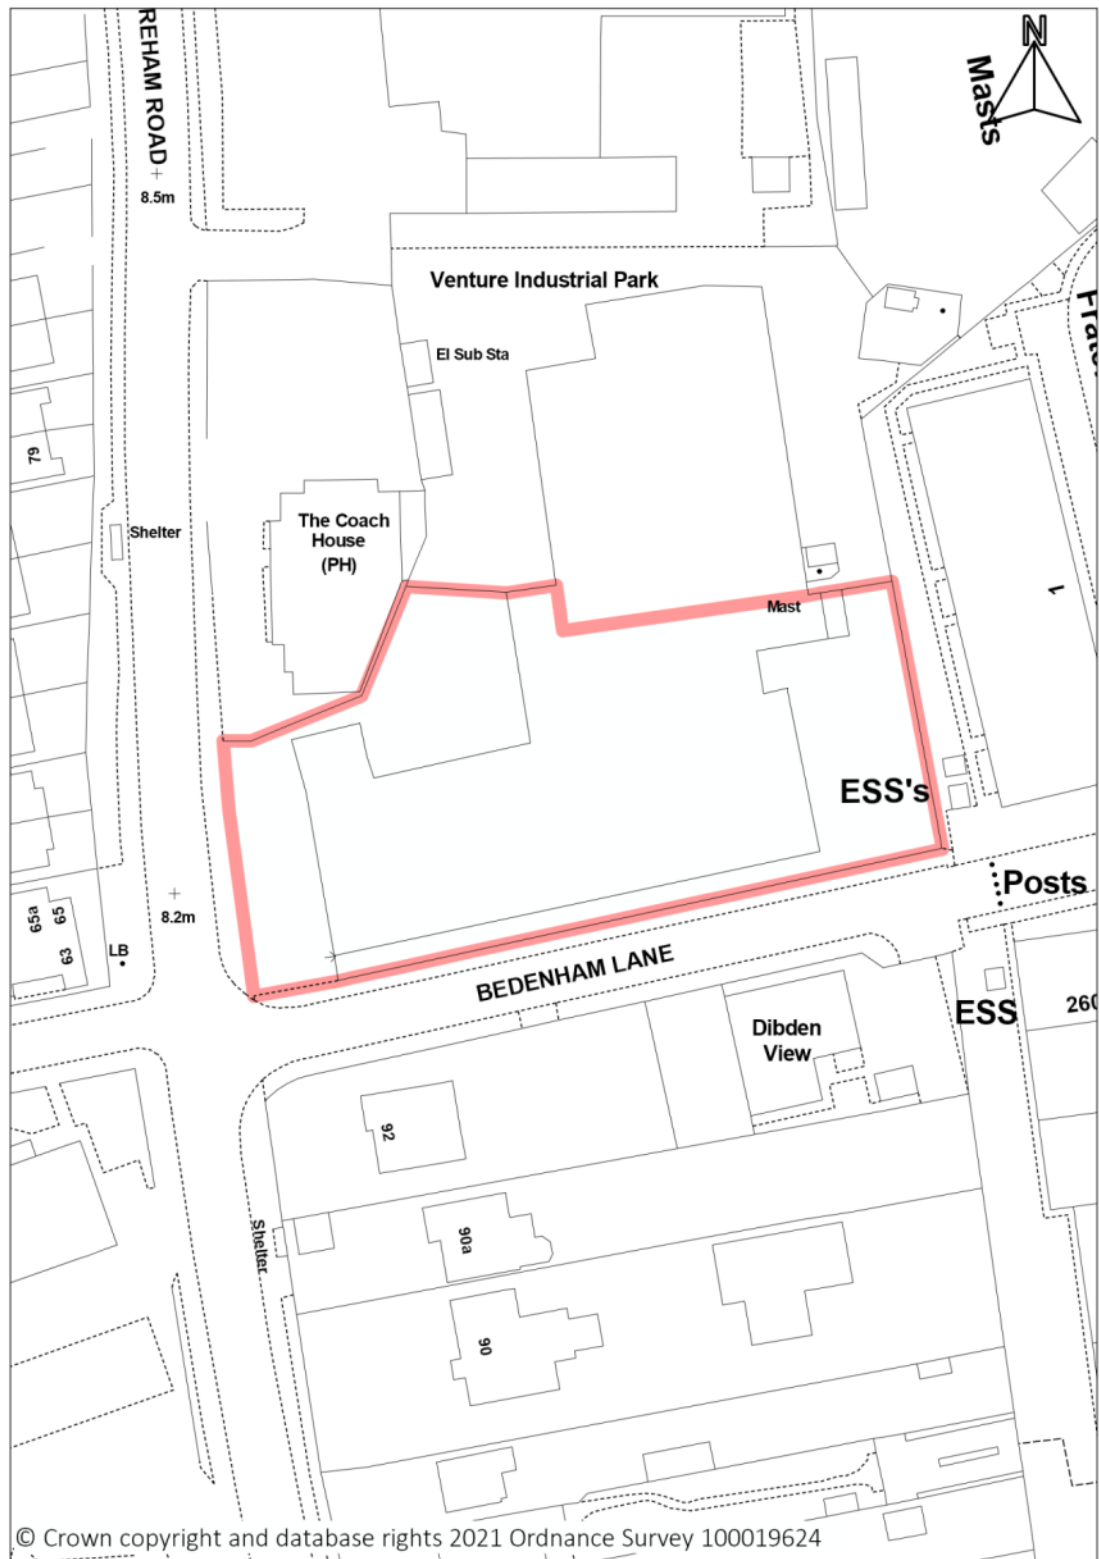 REHAM ROAD
N
Masts
8.5m
Venture Industrial Park
El Sub Sta
79
Shelter
The Coach
House
(PH)
1
Mast
ESS's
Posts
8.2m
65a
65
63
LB
BEDENHAM LANE
ESS
260
Dibden
View
92
Shelter
90a
90
© Crown copyright and database rights 2021 Ordnance Survey 100019624